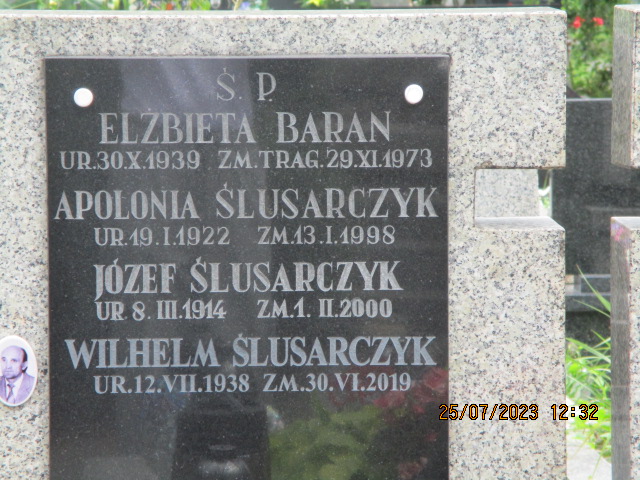 Ś. P.
ELŻBIETA BARAN
UR.30.X.1939 ZM.TRAG.29.XI.1973
APOLONIA ŚLUSARCZYK
UR.19.I.1922 ZM.13.I.1998
JÓZEF ŚLUSARCZYK
UR.8.III.1914 ZM.1.II.2000
WILHELM ŚLUSARCZYK
UR.12.VII.1938 ZM.30.VI.2019
25/07/2023 12:32